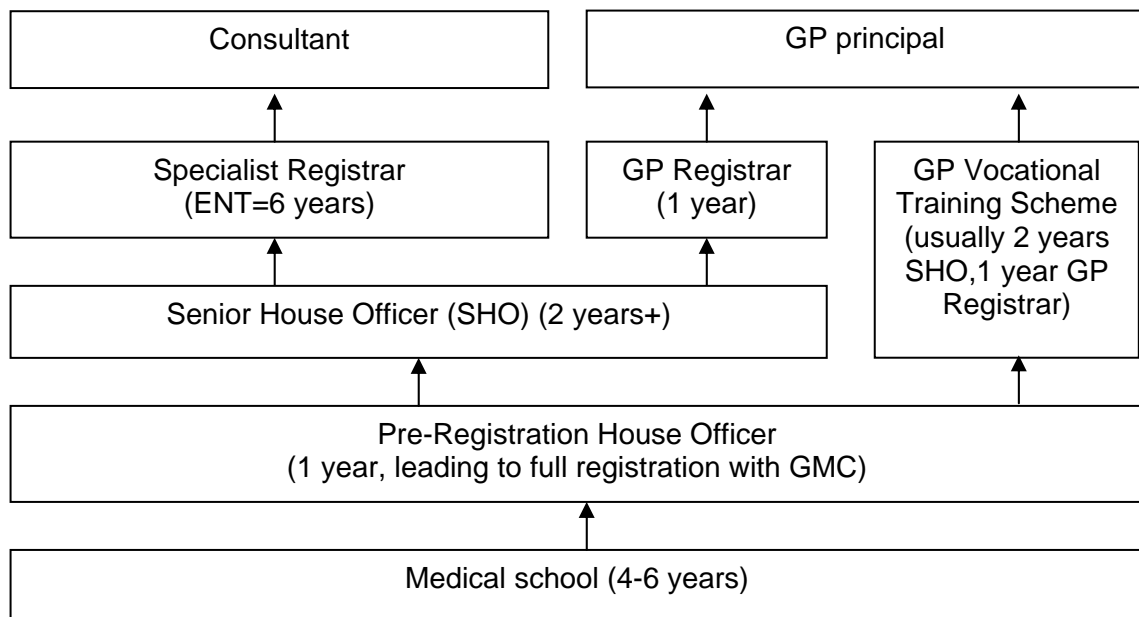 Consultant
GP principal
Specialist Registrar
(ENT=6 years)
GP Registrar
(1 year)
GP Vocational
Training Scheme
(usually 2 years
SHO,1 year GP
Registrar)
Senior House Officer (SHO) (2 years+)
Pre-Registration House Officer
(1 year, leading to full registration with GMC)
Medical school (4-6 years)